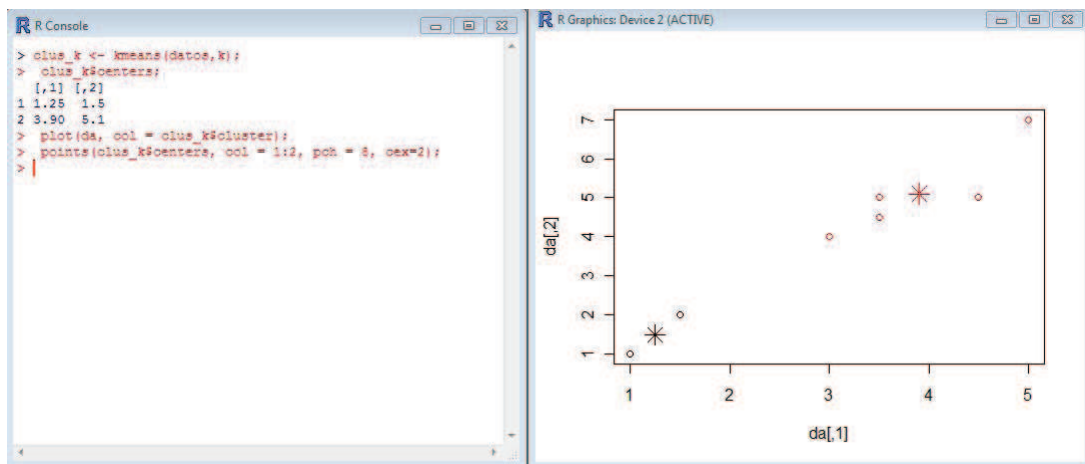 R Console
> clus_k <- kmeans(datos,k);
> clus_k$centers;
[,1] [,2]
1 1.25 1.5
2 3.90 5.1
> plot(da, col = clus_k$cluster);
> points(clus_k$centers, col = 1:2, pch = 8, cex=2);
>
R Graphics: Device 2 (ACTIVE)
7
6
5
4
3
2
1
da[,2]
1 2 3 4 5
da[,1]